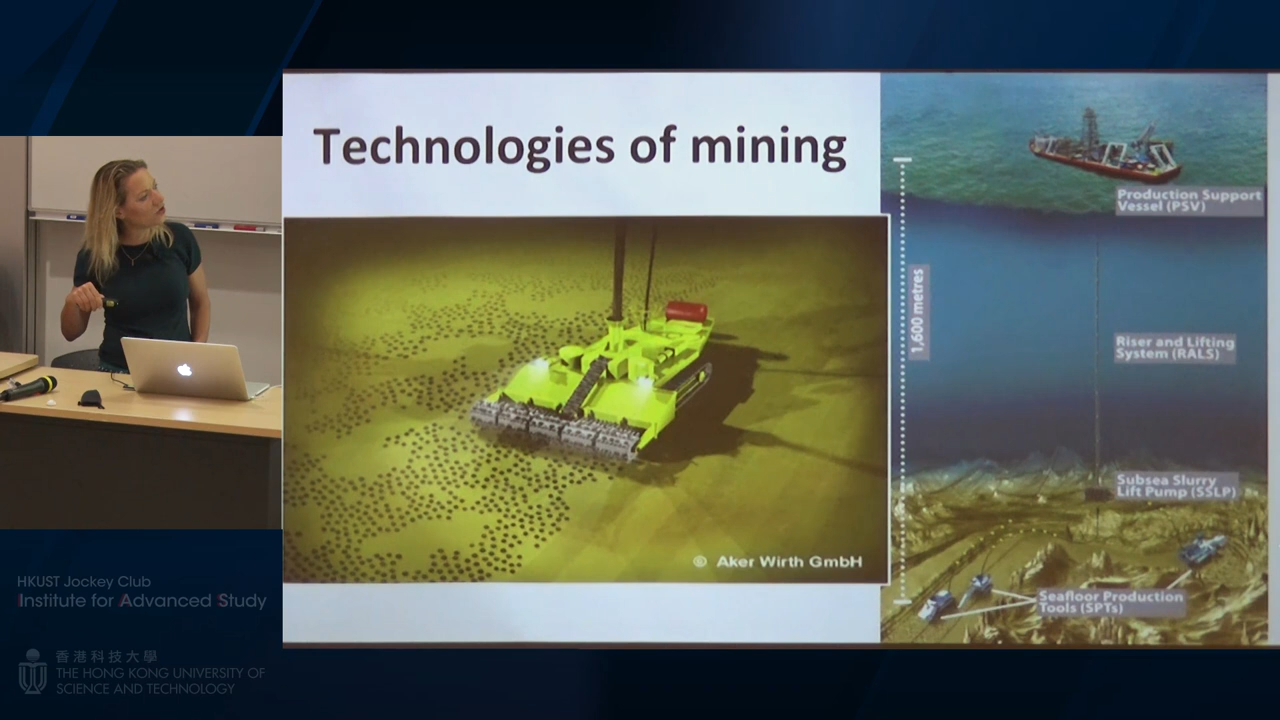 Technologies of mining
© Aker Wirth GmbH
Production Support
Vessel (PSV)
1,600 metres
Riser and Lifting
System (RALS)
Subsea Slurry
Lift Pump (SSLP)
Seafloor Production
Tools (SPTs)
HKUST Jockey Club
Institute for Advanced Study
香港科技大學
THE HONG KONG UNIVERSITY OF
SCIENCE AND TECHNOLOGY